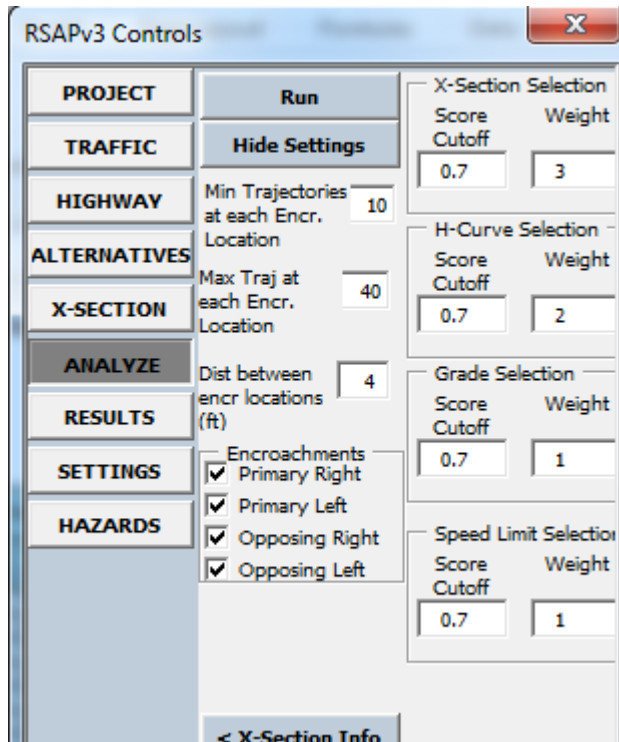 RSAPv3 Controls
PROJECT
TRAFFIC
HIGHWAY
ALTERNATIVES
X-SECTION
ANALYZE
RESULTS
SETTINGS
HAZARDS
Run
Hide Settings
Min Trajectories
at each Encr.
Location
10
Max Traj at
each Encr.
Location
40
Dist between
encr locations
(ft)
4
Encroachments
Primary Right
Primary Left
Opposing Right
Opposing Left
< X-Section Info
X-Section Selection
Score
Cutoff
Weight
0.7
3
H-Curve Selection
Score
Cutoff
Weight
0.7
2
Grade Selection
Score
Cutoff
Weight
0.7
1
Speed Limit Selection
Score
Cutoff
Weight
0.7
1